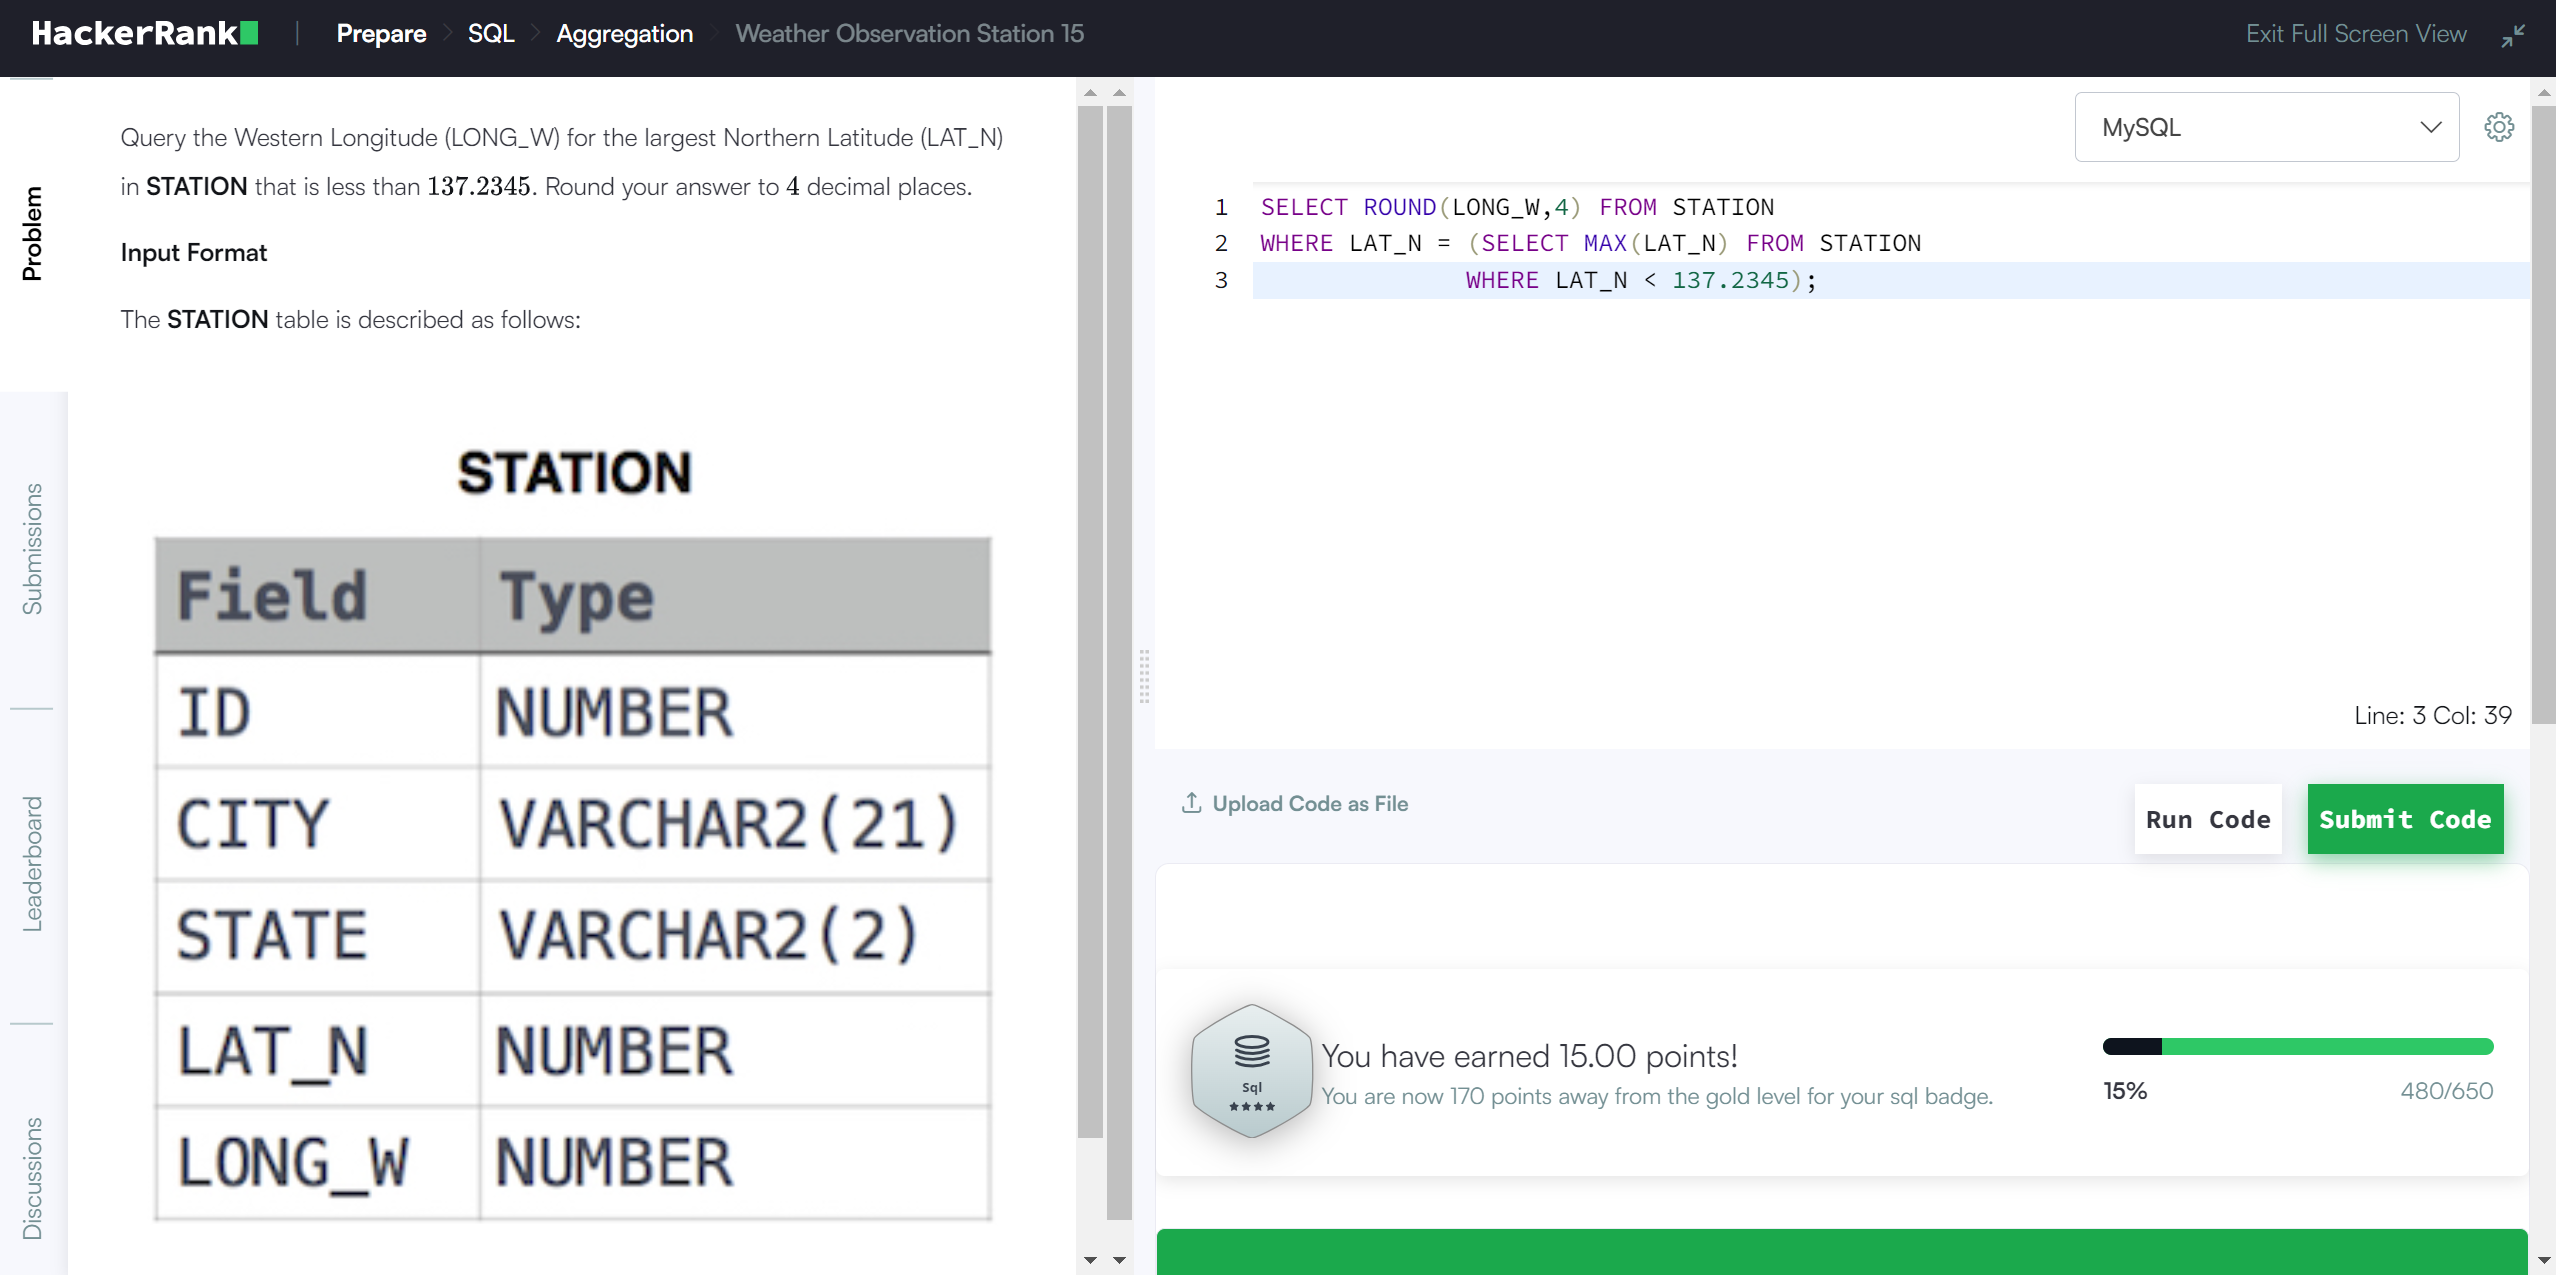 HackerRank | Prepare > SQL > Aggregation > Weather Observation Station 15
Exit Full Screen View
Problem
Submissions
Leaderboard
Discussions
Query the Western Longitude (LONG_W) for the largest Northern Latitude (LAT_N)
in STATION that is less than 137.2345. Round your answer to 4 decimal places.
Input Format
The STATION table is described as follows:
STATION
Field Type
ID NUMBER
CITY VARCHAR2(21)
STATE VARCHAR2(2)
LAT_N NUMBER
LONG_W NUMBER
MySQL
1 SELECT ROUND(LONG_W,4) FROM STATION
2 WHERE LAT_N = (SELECT MAX(LAT_N) FROM STATION
3 WHERE LAT_N < 137.2345);
Line: 3 Col: 39
Upload Code as File
Run Code
Submit Code
Sql
You have earned 15.00 points!
You are now 170 points away from the gold level for your sql badge.
15% 480/650